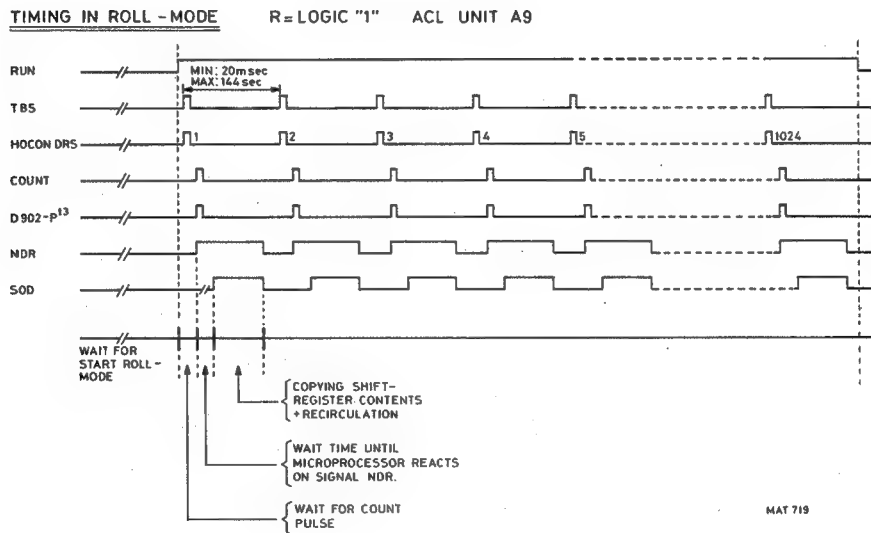 TIMING IN ROLL-MODE R=LOGIC "1" ACL UNIT A9
RUN
MIN: 20msec
MAX: 144sec
TBS
HOCON DRS 1 2 3 4 5 1024
COUNT
D902-P13
NDR
SOD
WAIT FOR
START ROLL-
MODE
COPYING SHIFT-
REGISTER CONTENTS
+RECIRCULATION
WAIT TIME UNTIL
MICROPROCESSOR REACTS
ON SIGNAL NDR.
WAIT FOR COUNT
PULSE
MAT 719